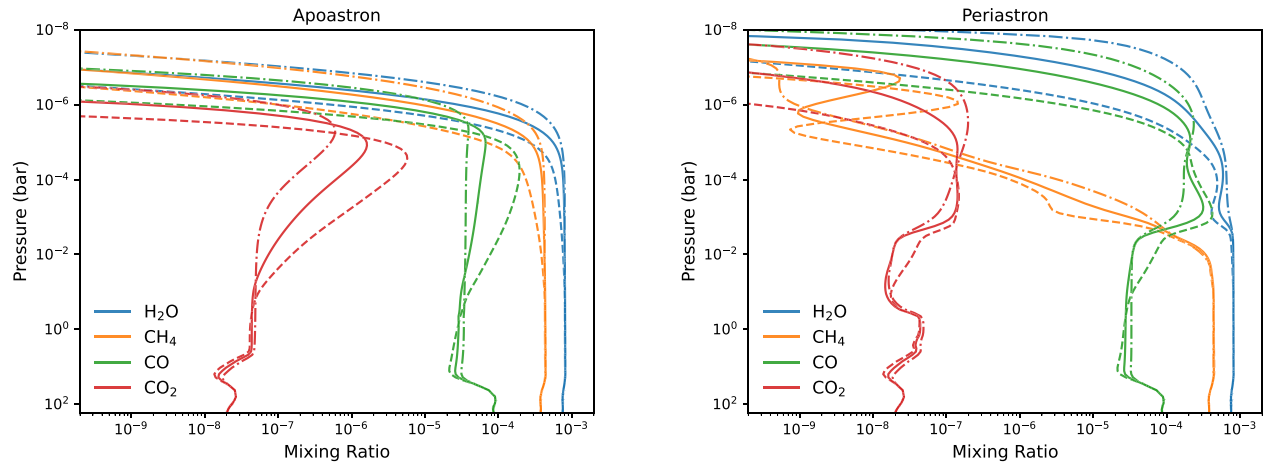 Apoastron
10⁻⁸
10⁻⁶
10⁻⁴
10⁻²
10⁰
10²
Pressure (bar)
H₂O
CH₄
CO
CO₂
10⁻⁹
10⁻⁸
10⁻⁷
10⁻⁶
10⁻⁵
10⁻⁴
10⁻³
Mixing Ratio
Periastron
10⁻⁸
10⁻⁶
10⁻⁴
10⁻²
10⁰
10²
Pressure (bar)
H₂O
CH₄
CO
CO₂
10⁻⁹
10⁻⁸
10⁻⁷
10⁻⁶
10⁻⁵
10⁻⁴
10⁻³
Mixing Ratio